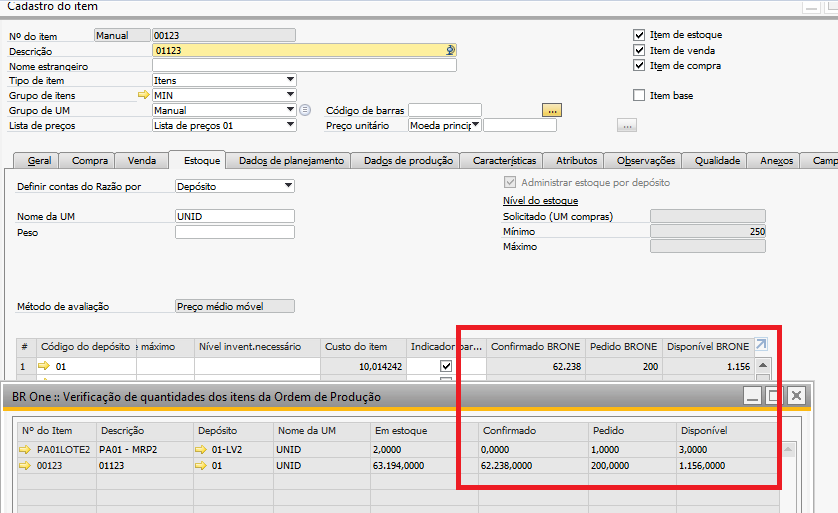 Cadastro do item
Nº do item Manual 00123
Descrição 01123
Nome estrangeiro
Tipo de item Itens
Grupo de itens MIN
Grupo de UM Manual Código de barras ...
Lista de preços Lista de preços 01 Preço unitário Moeda princip ...
Item de estoque
Item de venda
Item de compra
Item base
Geral Compra Venda Estoque Dados de planejamento Dados de produção Características Atributos Observações Qualidade Anexos Camp
Definir contas do Razão por Depósito
Nome da UM UNID
Peso
Método de avaliação Preço médio móvel
Administrar estoque por depósito
Nível do estoque
Solicitado (UM compras)
Mínimo 250
Máximo
# Código do depósito e máximo Nível invent.necessário Custo do item Indicador par... Confirmado BRONE Pedido BRONE Disponível BRONE
1 01 10,014242 62.238 200 1.156
BR One :: Verificação de quantidades dos itens da Ordem de Produção
Nº do Item Descrição Depósito Nome da UM Em estoque Confirmado Pedido Disponível
PA01LOTE2 PA01 - MRP2 01-LV2 UNID 2,0000 0,0000 1,0000 3,0000
00123 01123 01 UNID 63.194,0000 62.238,0000 200,0000 1.156,0000